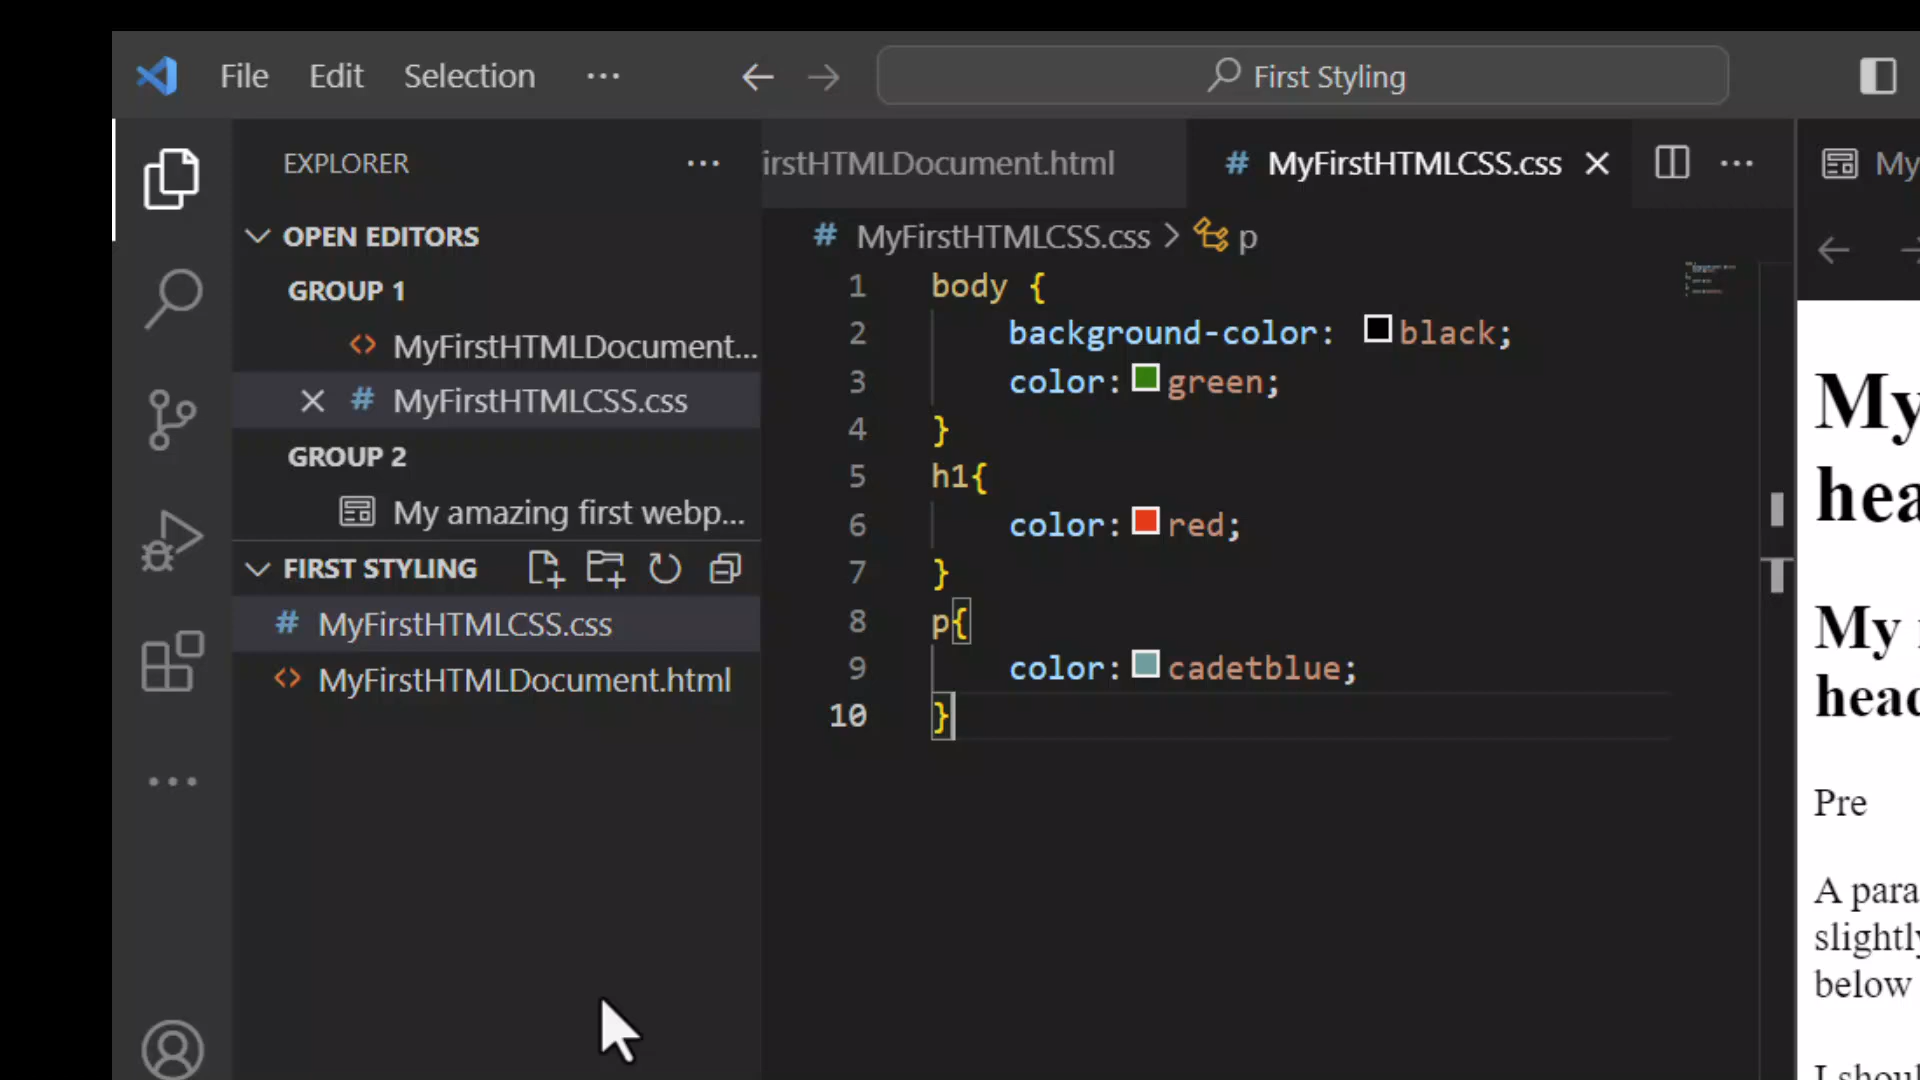 File Edit Selection ··· First Styling
EXPLORER ···
OPEN EDITORS
GROUP 1
MyFirstHTMLDocument...
MyFirstHTMLCSS.css
GROUP 2
My amazing first webp...
FIRST STYLING
MyFirstHTMLCSS.css
MyFirstHTMLDocument.html
irstHTMLDocument.html # MyFirstHTMLCSS.css
# MyFirstHTMLCSS.css > p
1 body {
2 background-color: black;
3 color: green;
4 }
5 h1{
6 color: red;
7 }
8 p{
9 color: cadetblue;
10 }
My
My
hea
My
head
Pre
A para
slightly
below